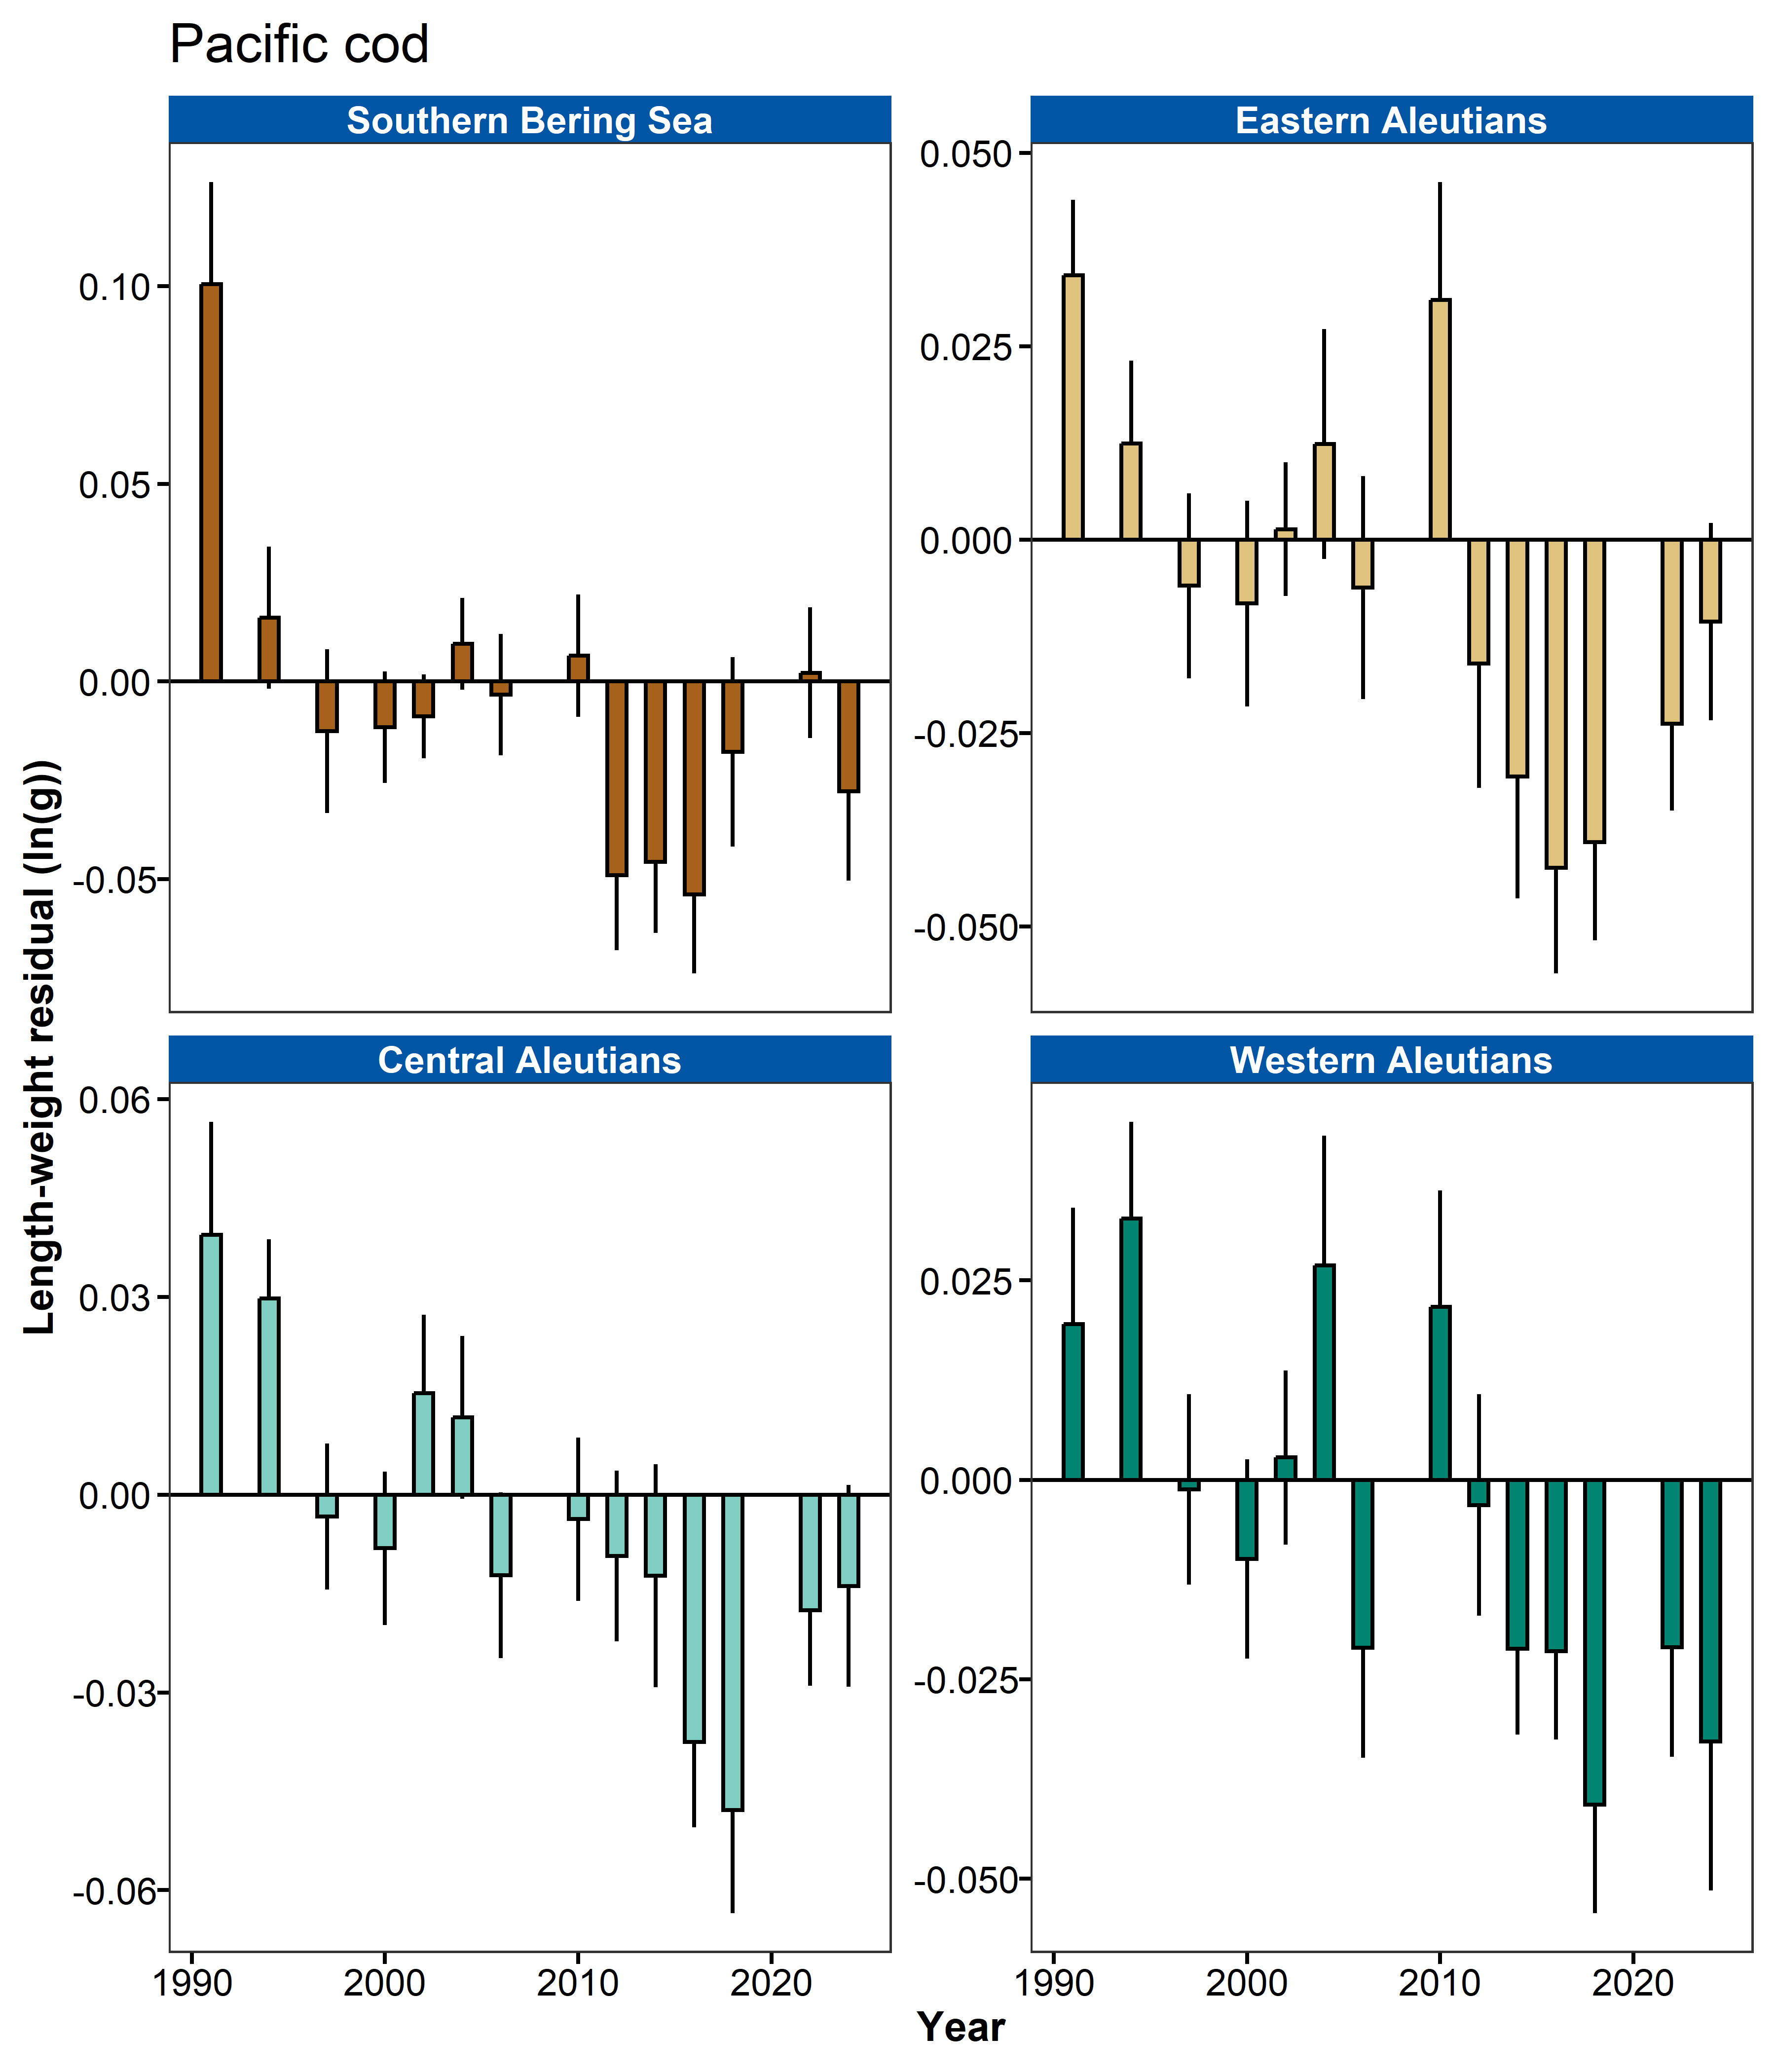 Pacific cod
Southern Bering Sea
Eastern Aleutians
0.10
0.05
0.00
-0.05
0.050
0.025
0.000
-0.025
-0.050
Length-weight residual (ln(g))
Central Aleutians
Western Aleutians
0.06
0.03
0.00
-0.03
-0.06
0.025
0.000
-0.025
-0.050
1990 2000 2010 2020
1990 2000 2010 2020
Year